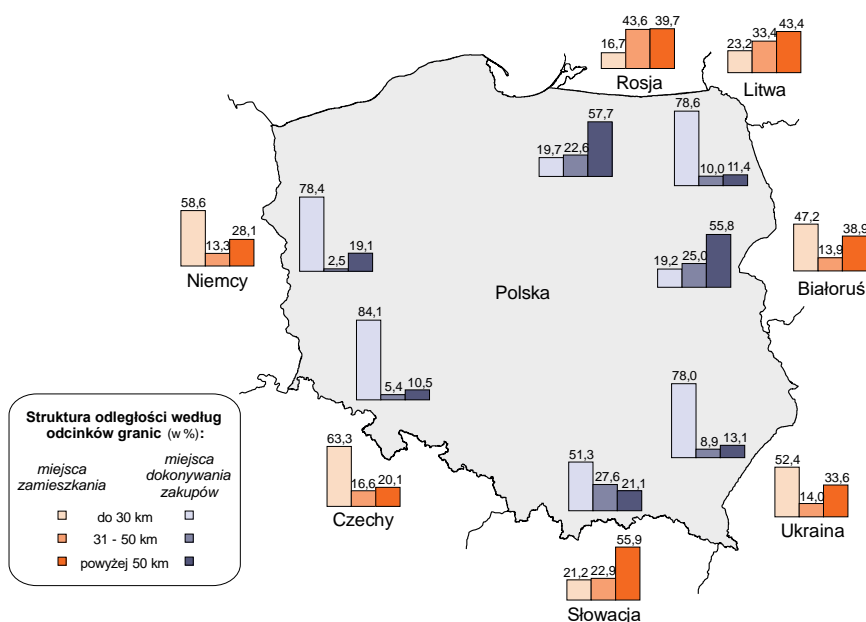 16,7 43,6 39,7
Rosja
23,2 33,4 43,4
Litwa
19,7 22,6 57,7
78,6 10,0 11,4
58,6 13,3 28,1
Niemcy
78,4 2,5 19,1
47,2 13,9 38,9
Białoruś
19,2 25,0 55,8
Polska
84,1 5,4 10,5
78,0 8,9 13,1
63,3 16,6 20,1
Czechy
51,3 27,6 21,1
52,4 14,0 33,6
Ukraina
21,2 22,9 55,9
Słowacja
Struktura odległości według
odcinków granic (w %):
miejsca
zamieszkania
miejsca
dokonywania
zakupów
do 30 km
31 - 50 km
powyżej 50 km